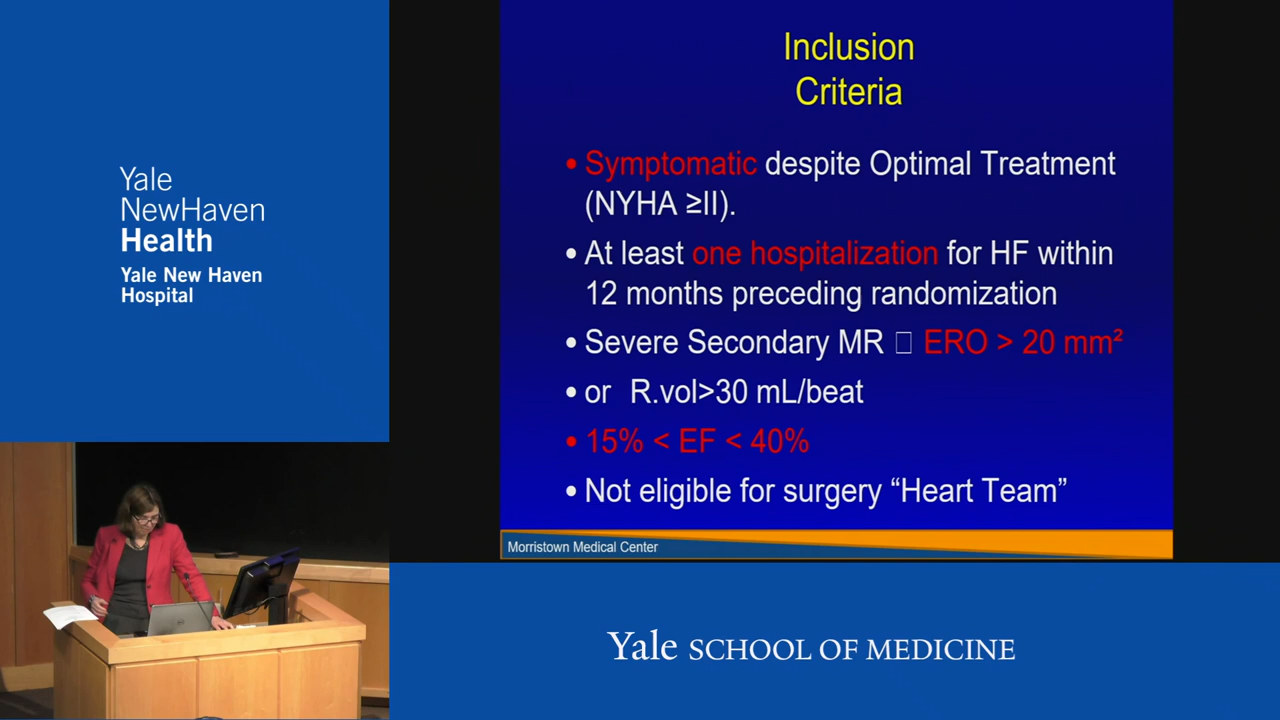 Yale
NewHaven
Health
Yale New Haven
Hospital
Inclusion
Criteria
• Symptomatic despite Optimal Treatment
(NYHA ≥II).
• At least one hospitalization for HF within
12 months preceding randomization
• Severe Secondary MR □ ERO > 20 mm²
• or R.vol>30 mL/beat
• 15% < EF < 40%
• Not eligible for surgery “Heart Team”
Morristown Medical Center
Yale SCHOOL OF MEDICINE